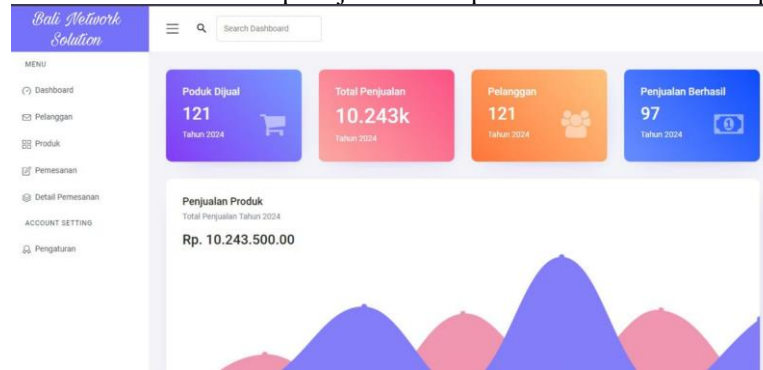 Bali Network
Solution
Search Dashboard
MENU
Dashboard
Pelanggan
Produk
Pemesanan
Detail Pemesanan
ACCOUNT SETTING
Pengaturan
Poduk Dijual
121
Tahun 2024
Total Penjualan
10.243k
Tahun 2024
Pelanggan
121
Tahun 2024
Penjualan Berhasil
97
Tahun 2024
Penjualan Produk
Total Penjualan Tahun 2024
Rp. 10.243.500.00